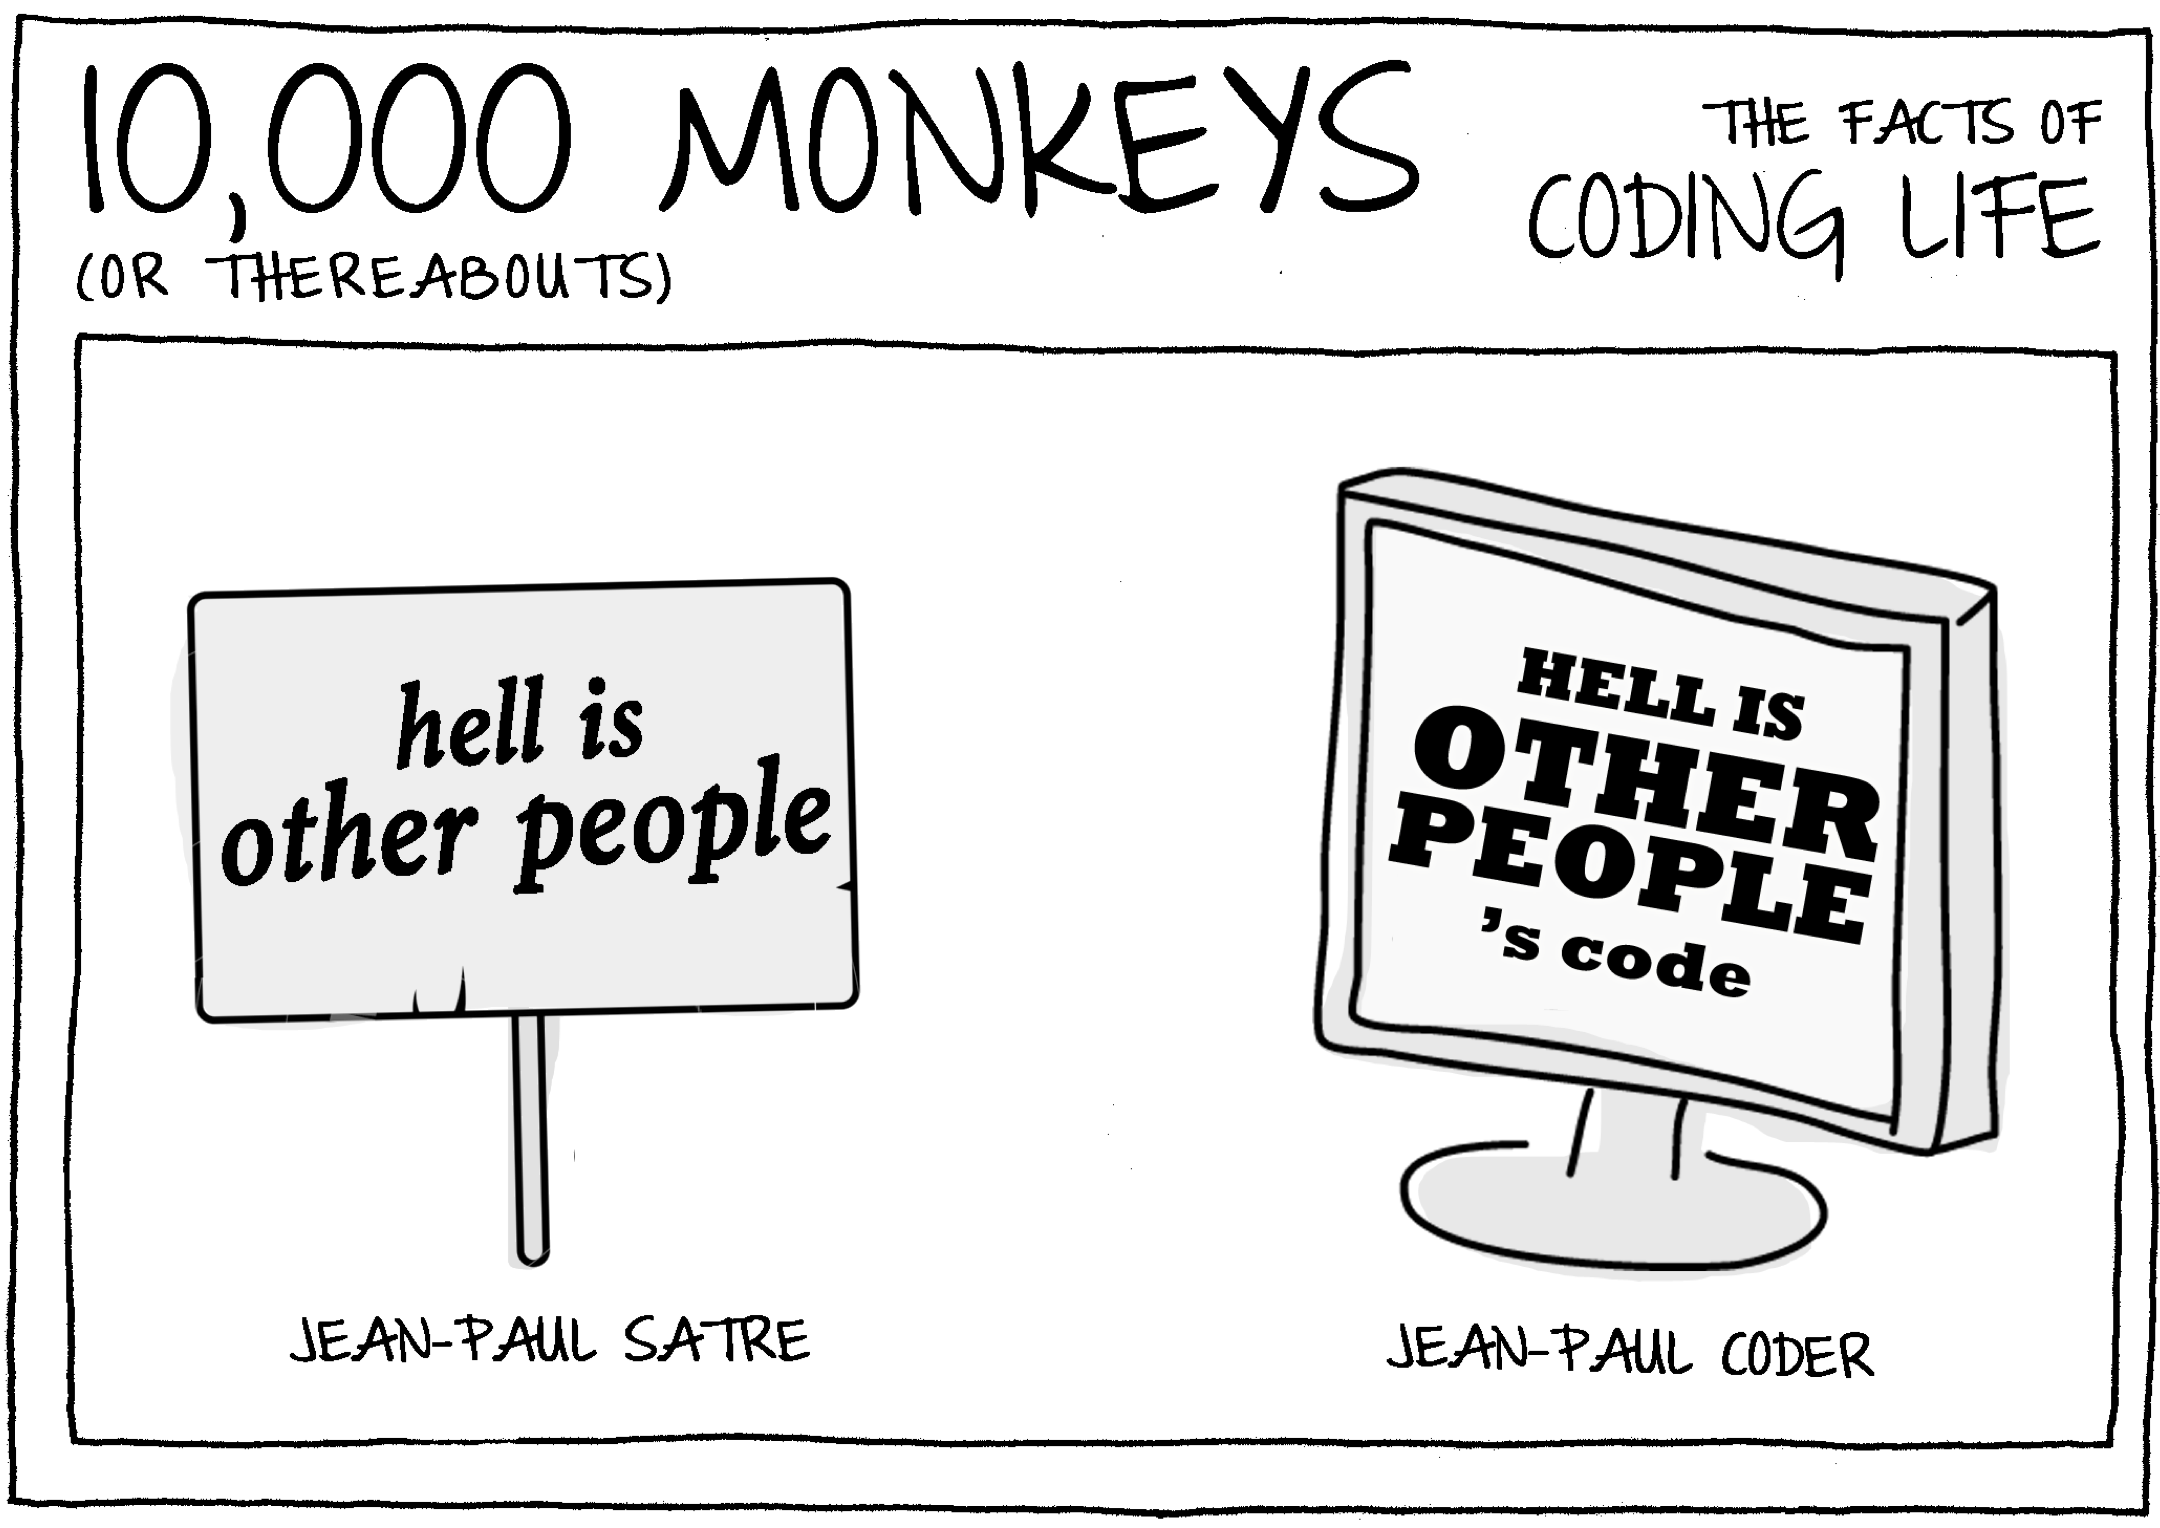 10,000 MONKEYS
(OR THEREABOUTS)
THE FACTS OF
CODING LIFE
hell is
other people
JEAN-PAUL SATRE
HELL IS
OTHER
PEOPLE
’s code
JEAN-PAUL CODER